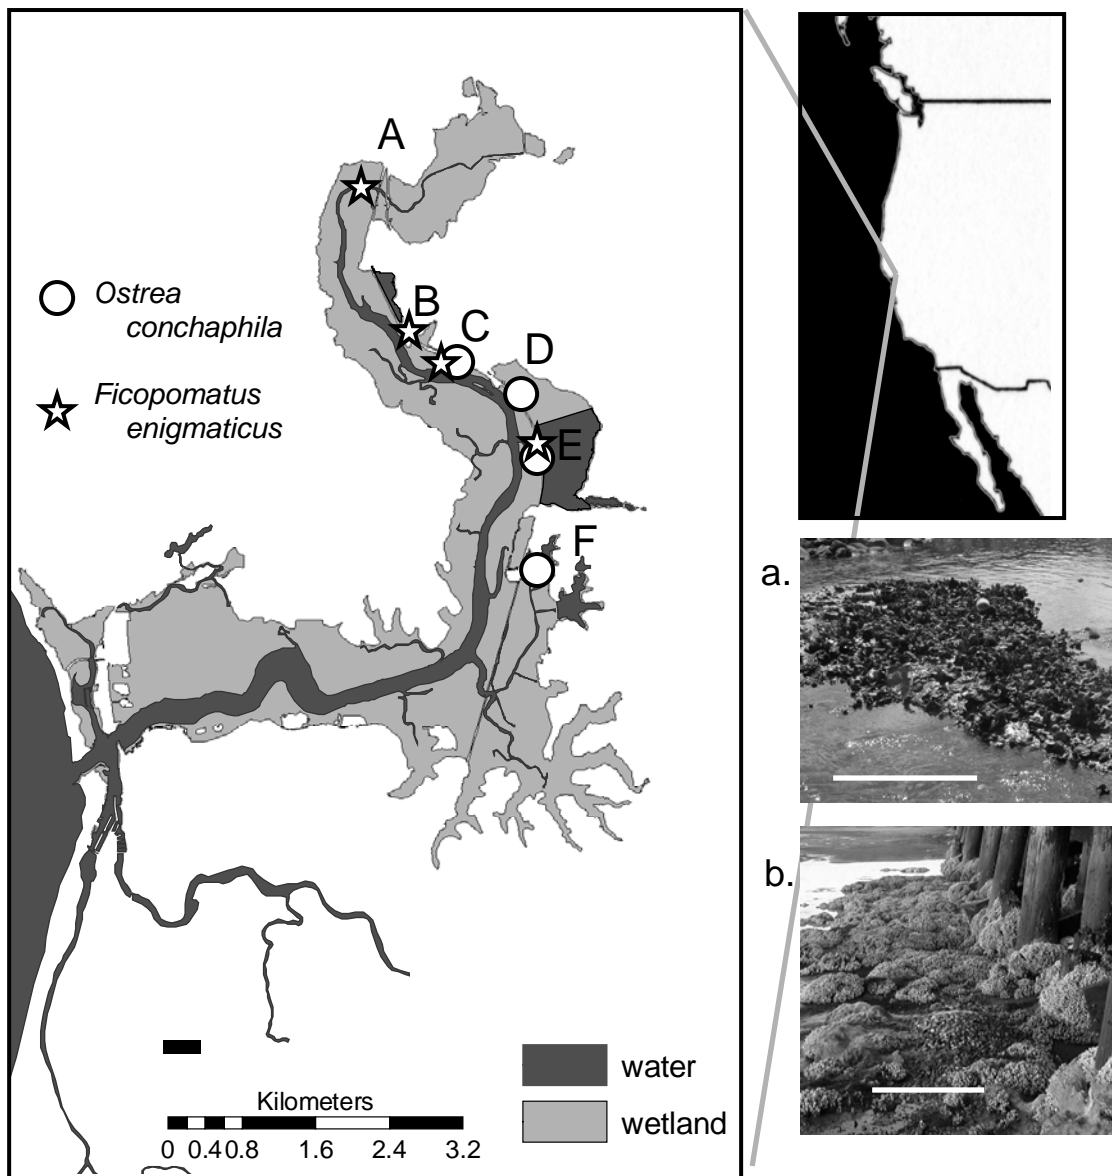 A
B
C
D
E
F
Ostrea
conchaphila
Ficopomatus
enigmaticus
Kilometers
0 0.4 0.8 1.6 2.4 3.2
water
wetland
a.
b.